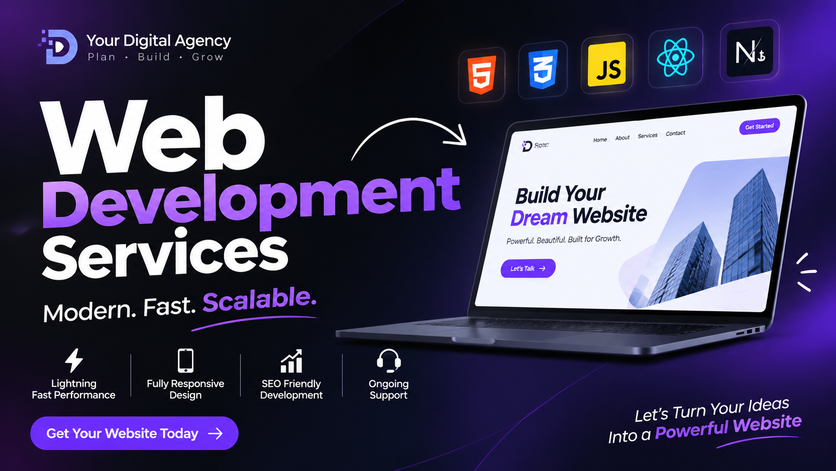 Your Digital Agency
Plan • Build • Grow
5
3
JS
Web
Development
Services
Modern. Fast. Scalable.
Home About Services Contact
Get Started
Build Your
Dream Website
Powerful. Beautiful. Built for Growth.
Let's Talk →
Lightning
Fast Performance
Fully Responsive
Design
SEO Friendly
Development
Ongoing
Support
Get Your Website Today →
Let's Turn Your Ideas
Into a Powerful Website